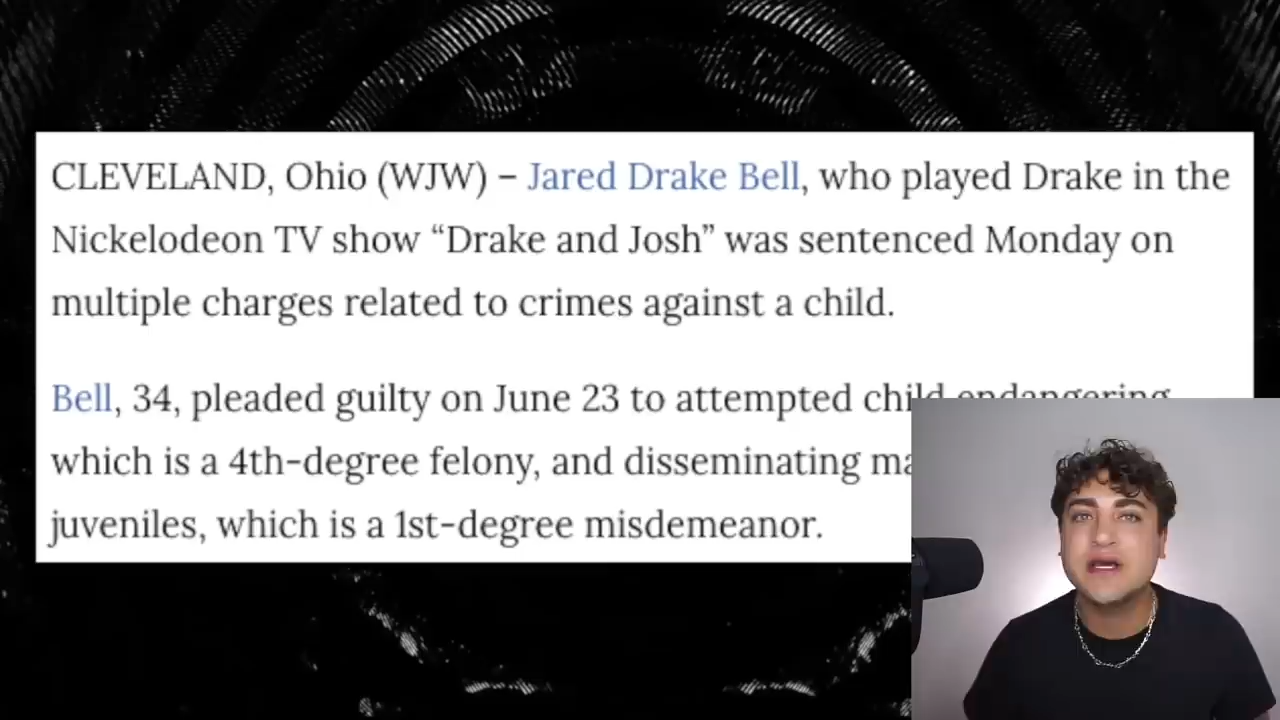 CLEVELAND, Ohio (WJW) – Jared Drake Bell, who played Drake in the
Nickelodeon TV show “Drake and Josh” was sentenced Monday on
multiple charges related to crimes against a child.
Bell, 34, pleaded guilty on June 23 to attempted child endangering
which is a 4th-degree felony, and disseminating
juveniles, which is a 1st-degree misdemeanor.